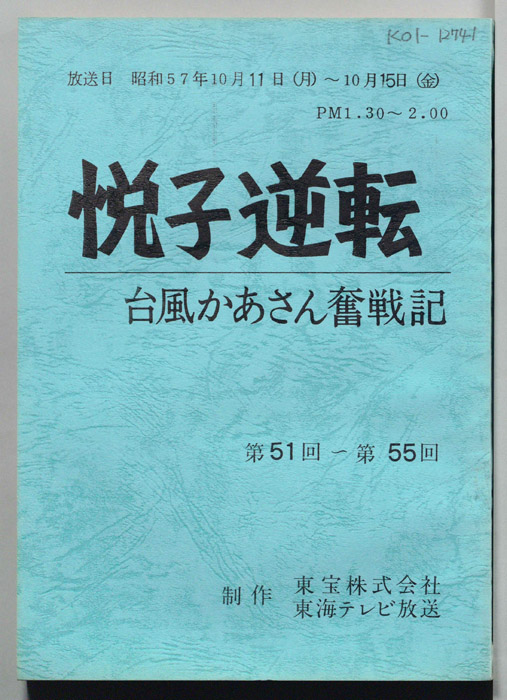 K01-12741
放送日 昭和57年10月11日(月)~10月15日(金)
PM1.30~2.00
悦子逆転
台風かあさん奮戦記
第51回~第55回
制作 東宝株式会社
東海テレビ放送